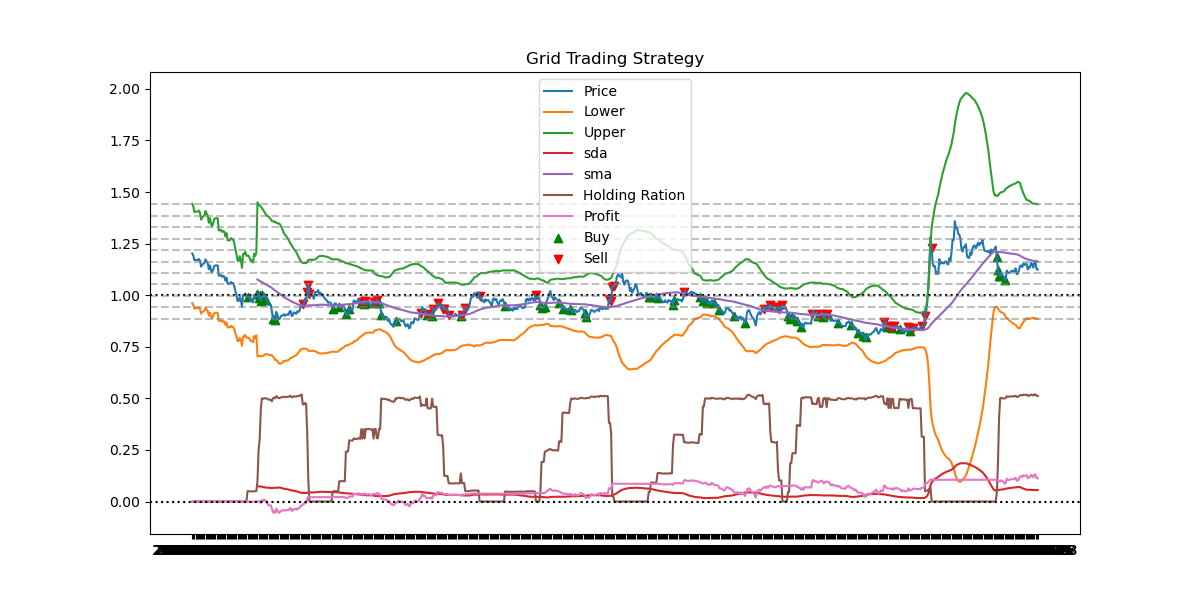 Grid Trading Strategy
2.00
1.75
1.50
1.25
1.00
0.75
0.50
0.25
0.00
Price
Lower
Upper
sda
sma
Holding Ration
Profit
Buy
Sell